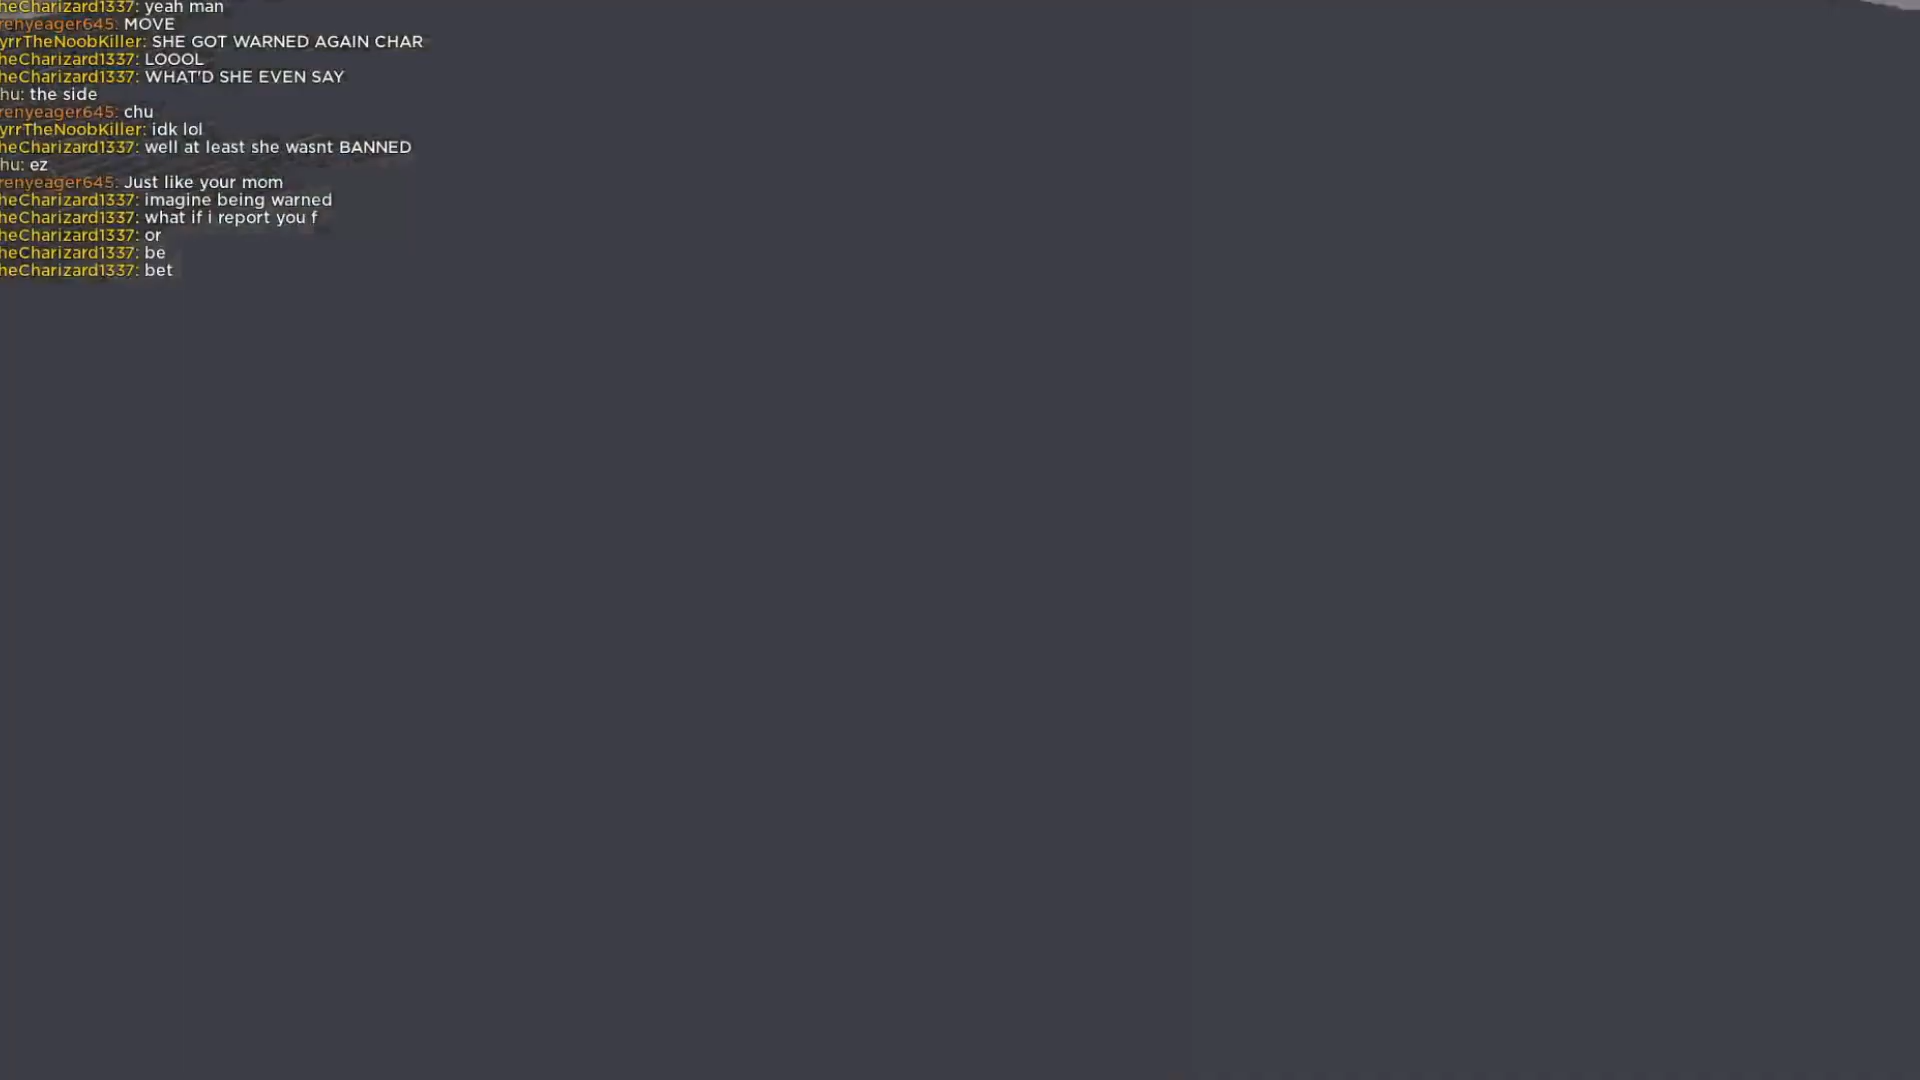 heCharizard1337: yeah man
renyeager645: MOVE
yrrTheNoobKiller: SHE GOT WARNED AGAIN CHAR
heCharizard1337: LOOOL
heCharizard1337: WHAT'D SHE EVEN SAY
hu: the side
renyeager645: chu
yrrTheNoobKiller: idk lol
heCharizard1337: well at least she wasnt BANNED
hu: ez
renyeager645: Just like your mom
heCharizard1337: imagine being warned
heCharizard1337: what if i report you f
heCharizard1337: or
heCharizard1337: be
heCharizard1337: bet